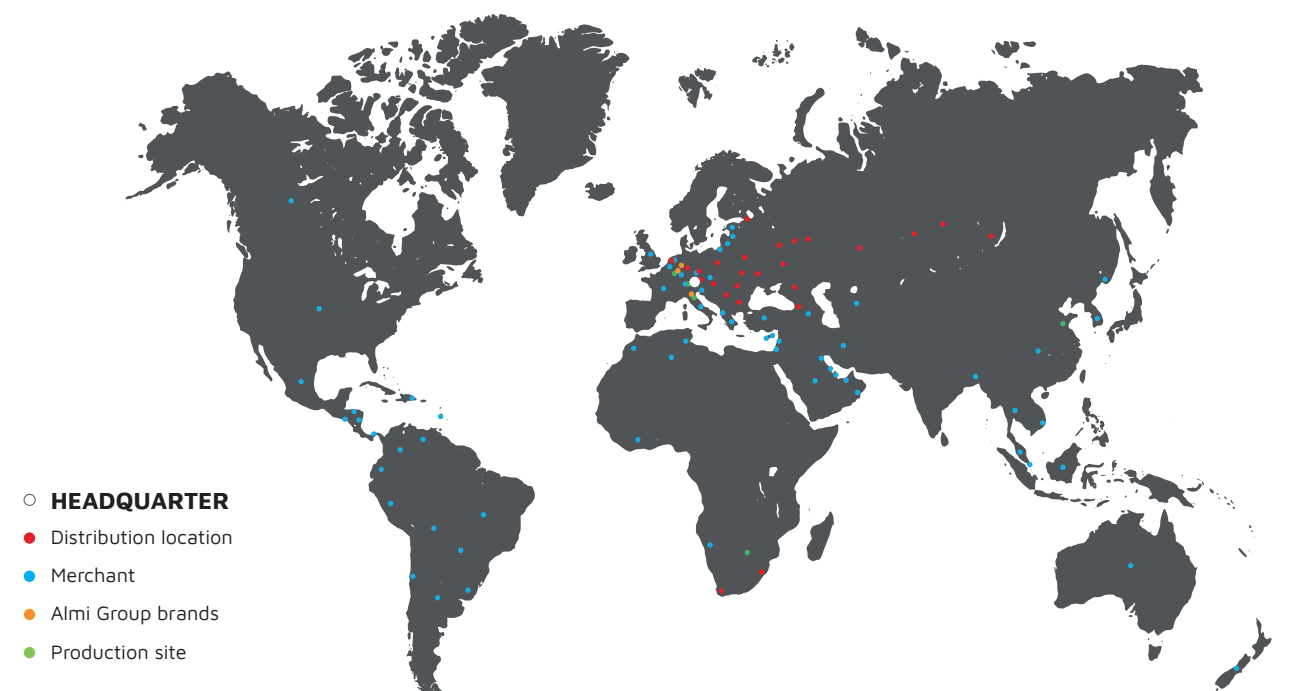 HEADQUARTER
Distribution location
Merchant
Almi Group brands
Production site